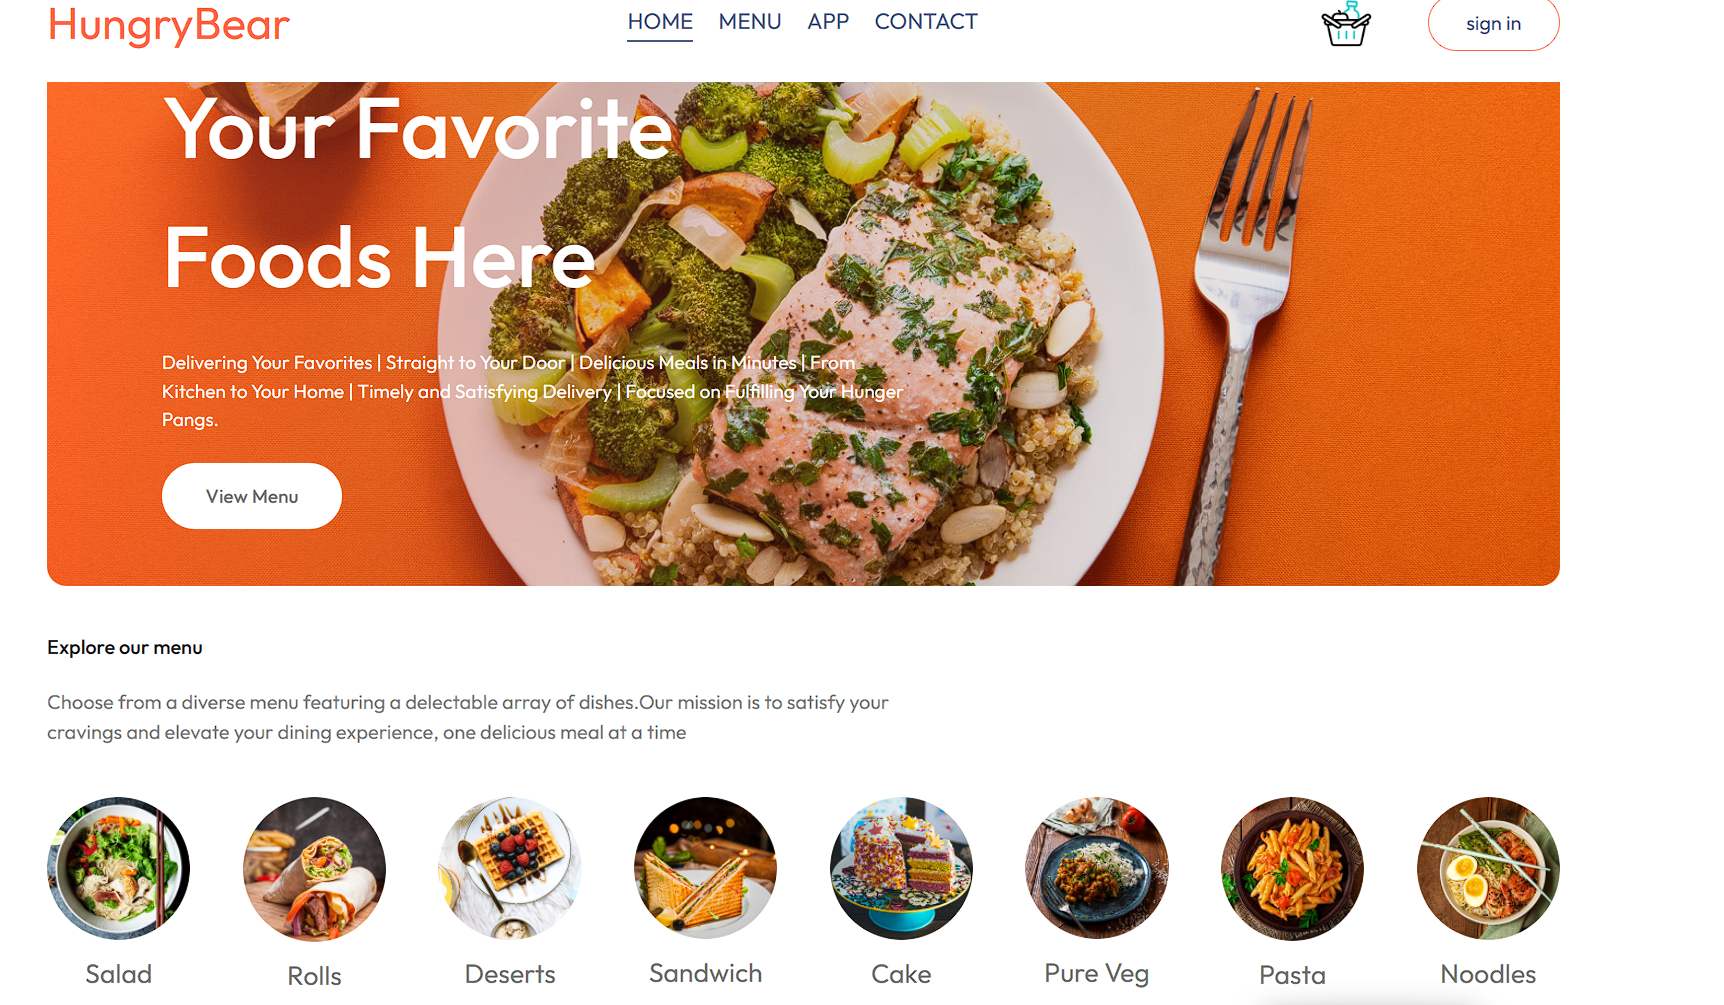 HungryBear
HOME MENU APP CONTACT
sign in
Your Favorite
Foods Here
Delivering Your Favorites | Straight to Your Door | Delicious Meals in Minutes | From
Kitchen to Your Home | Timely and Satisfying Delivery | Focused on Fulfilling Your Hunger
Pangs.
View Menu
Explore our menu
Choose from a diverse menu featuring a delectable array of dishes.Our mission is to satisfy your
cravings and elevate your dining experience, one delicious meal at a time
Salad Rolls Deserts Sandwich Cake Pure Veg Pasta Noodles